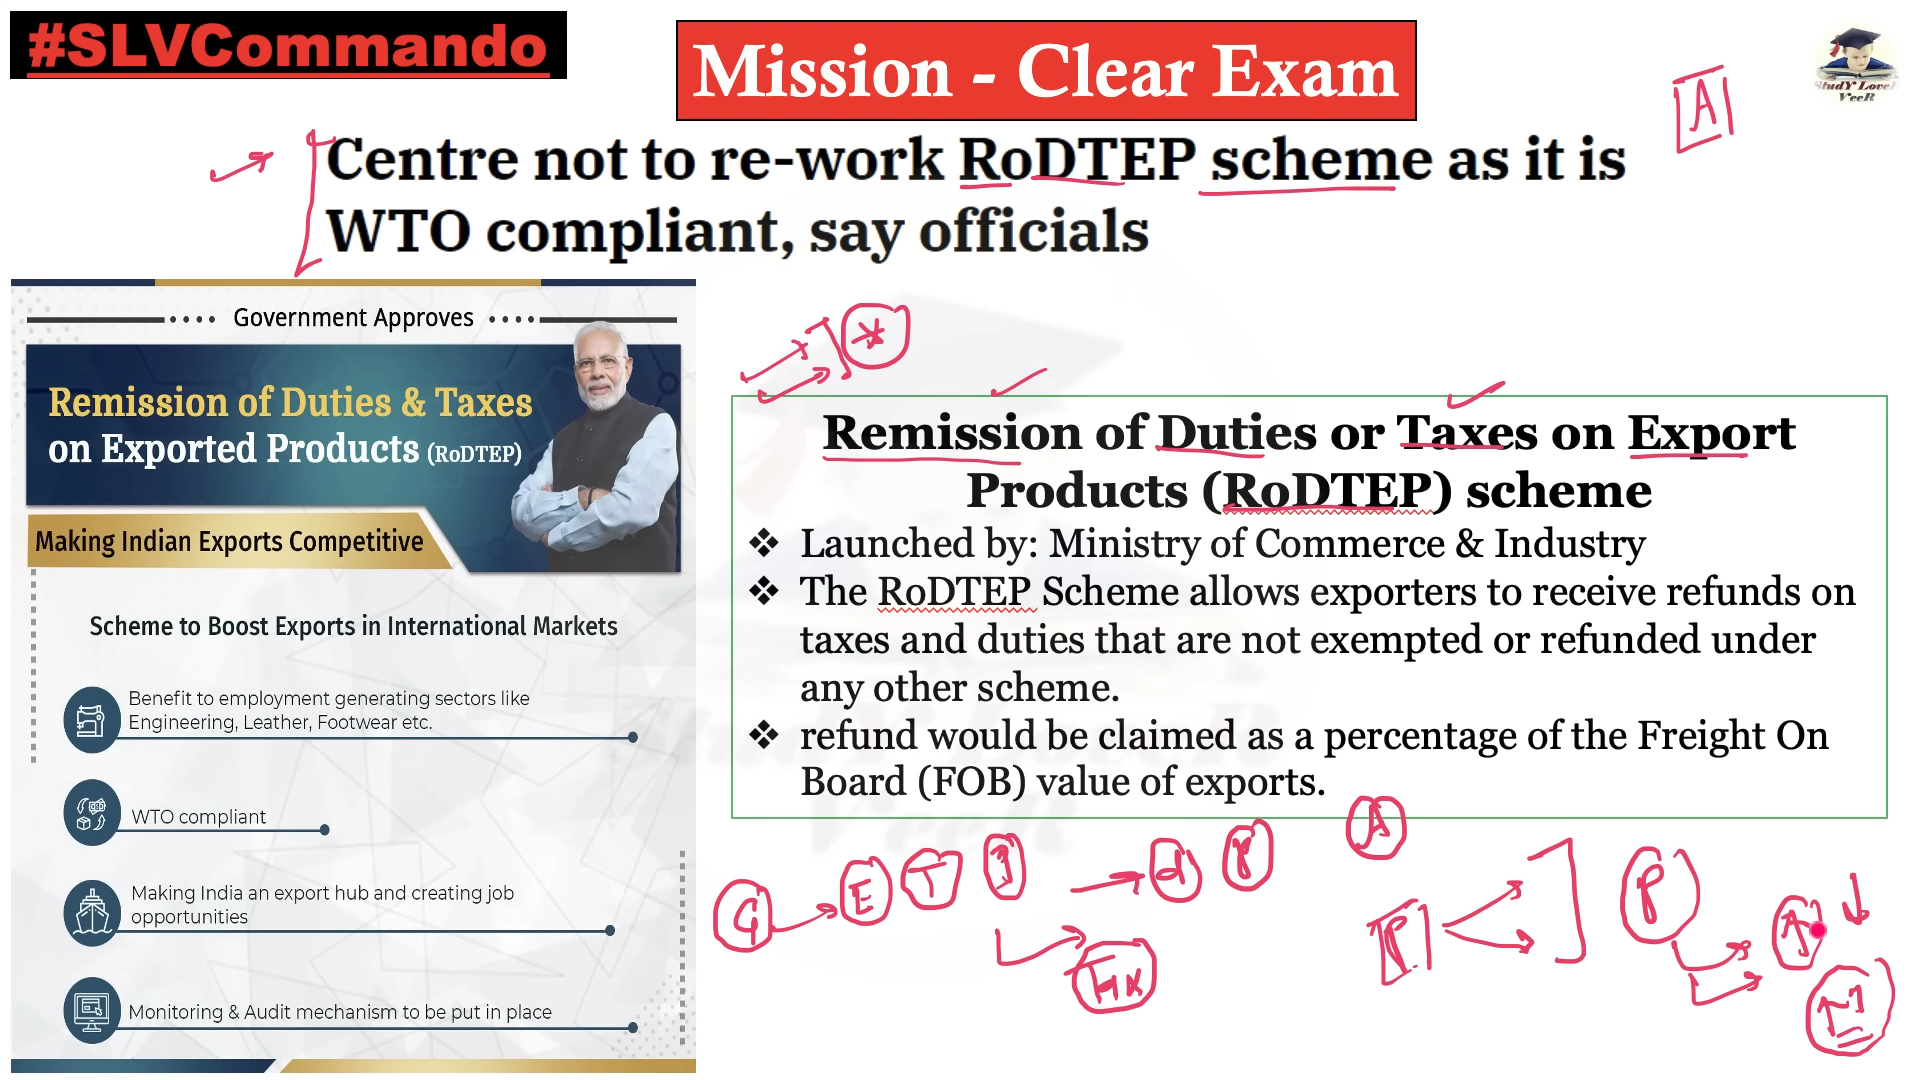 #SLVCommando
Mission - Clear Exam
A
StudY LoveR
VeeR
Centre not to re-work RoDTEP scheme as it is
WTO compliant, say officials
Government Approves
Remission of Duties & Taxes
on Exported Products (RoDTEP)
Making Indian Exports Competitive
Scheme to Boost Exports in International Markets
Benefit to employment generating sectors like
Engineering, Leather, Footwear etc.
WTO compliant
Making India an export hub and creating job
opportunities
Monitoring & Audit mechanism to be put in place
Remission of Duties or Taxes on Export
Products (RoDTEP) scheme
❖ Launched by: Ministry of Commerce & Industry
❖ The RoDTEP Scheme allows exporters to receive refunds on
taxes and duties that are not exempted or refunded under
any other scheme.
❖ refund would be claimed as a percentage of the Freight On
Board (FOB) value of exports.
A
G E T J d
P